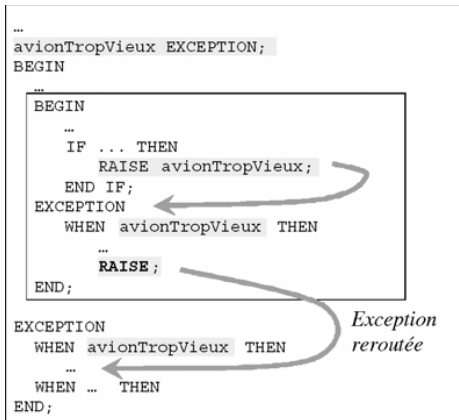 …
avionTropVieux EXCEPTION;
BEGIN
…
BEGIN
…
IF ... THEN
RAISE avionTropVieux;
END IF;
EXCEPTION
WHEN avionTropVieux THEN
…
RAISE;
END;
Exception
reroutée
EXCEPTION
WHEN avionTropVieux THEN
…
WHEN … THEN
END;